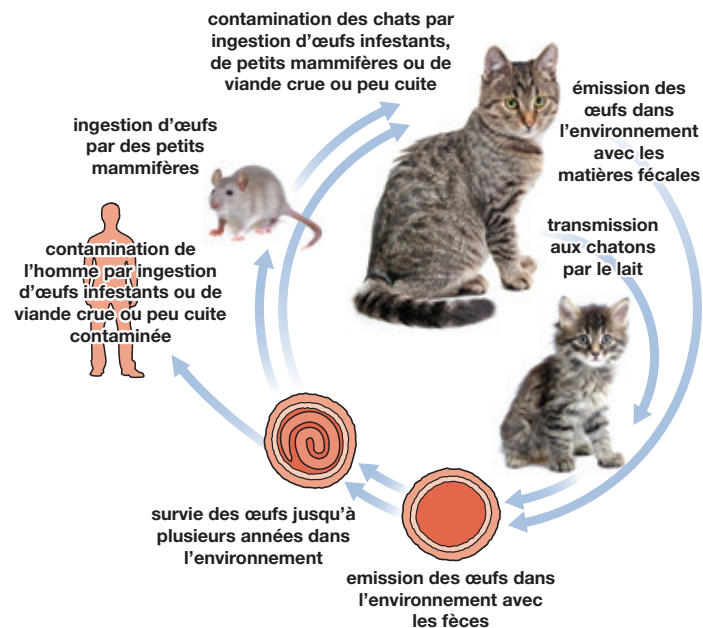 contamination des chats par
ingestion d'œufs infestants,
de petits mammifères ou de
viande crue ou peu cuite
émission des
œufs dans
l'environnement
avec les
matières fécales
ingestion d'œufs
par des petits
mammifères
transmission
aux chatons
par le lait
contamination de
l'homme par ingestion
d'œufs infestants ou de
viande crue ou peu cuite
contaminée
survie des œufs jusqu'à
plusieurs années dans
l'environnement
emission des œufs dans
l'environnement avec
les fèces